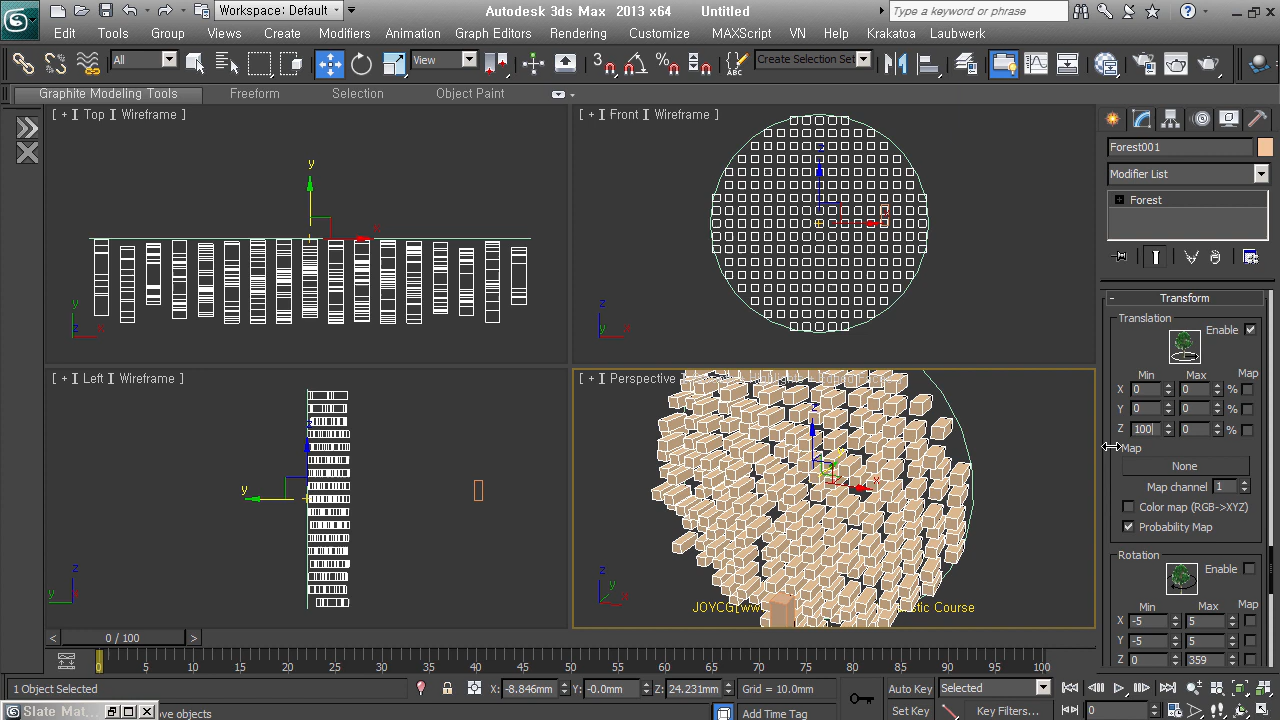 Workspace: Default
Autodesk 3ds Max 2013 x64 Untitled
Type a keyword or phrase
Edit Tools Group Views Create Modifiers Animation Graph Editors Rendering Customize MAXScript VN Help Krakatoa Laubwerk
All
View
3
Create Selection Set
Graphite Modeling Tools Freeform Selection Object Paint
[ + ] [ Top ] [ Wireframe ]
[ + ] [ Front ] [ Wireframe ]
[ + ] [ Left ] [ Wireframe ]
[ + ] [ Perspective ]
Forest001
Modifier List
Forest
Transform
Translation
Enable
Min Max Map
X 0 0 %
Y 0 0 %
Z 100 0 %
Map
None
Map channel 1
Color map (RGB->XYZ)
Probability Map
Rotation
Enable
Min Max Map
X -5 5
Y -5 5
Z 0 359
0 / 100
0 5 10 15 20 25 30 35 40 45 50 55 60 65 70 75 80 85 90 95 100
1 Object Selected
X: -8.846mm Y: -0.0mm Z: 24.231mm Grid = 10.0mm
Auto Key Selected
Set Key Key Filters...
0
Slate Mat...
ve objects
Add Time Tag